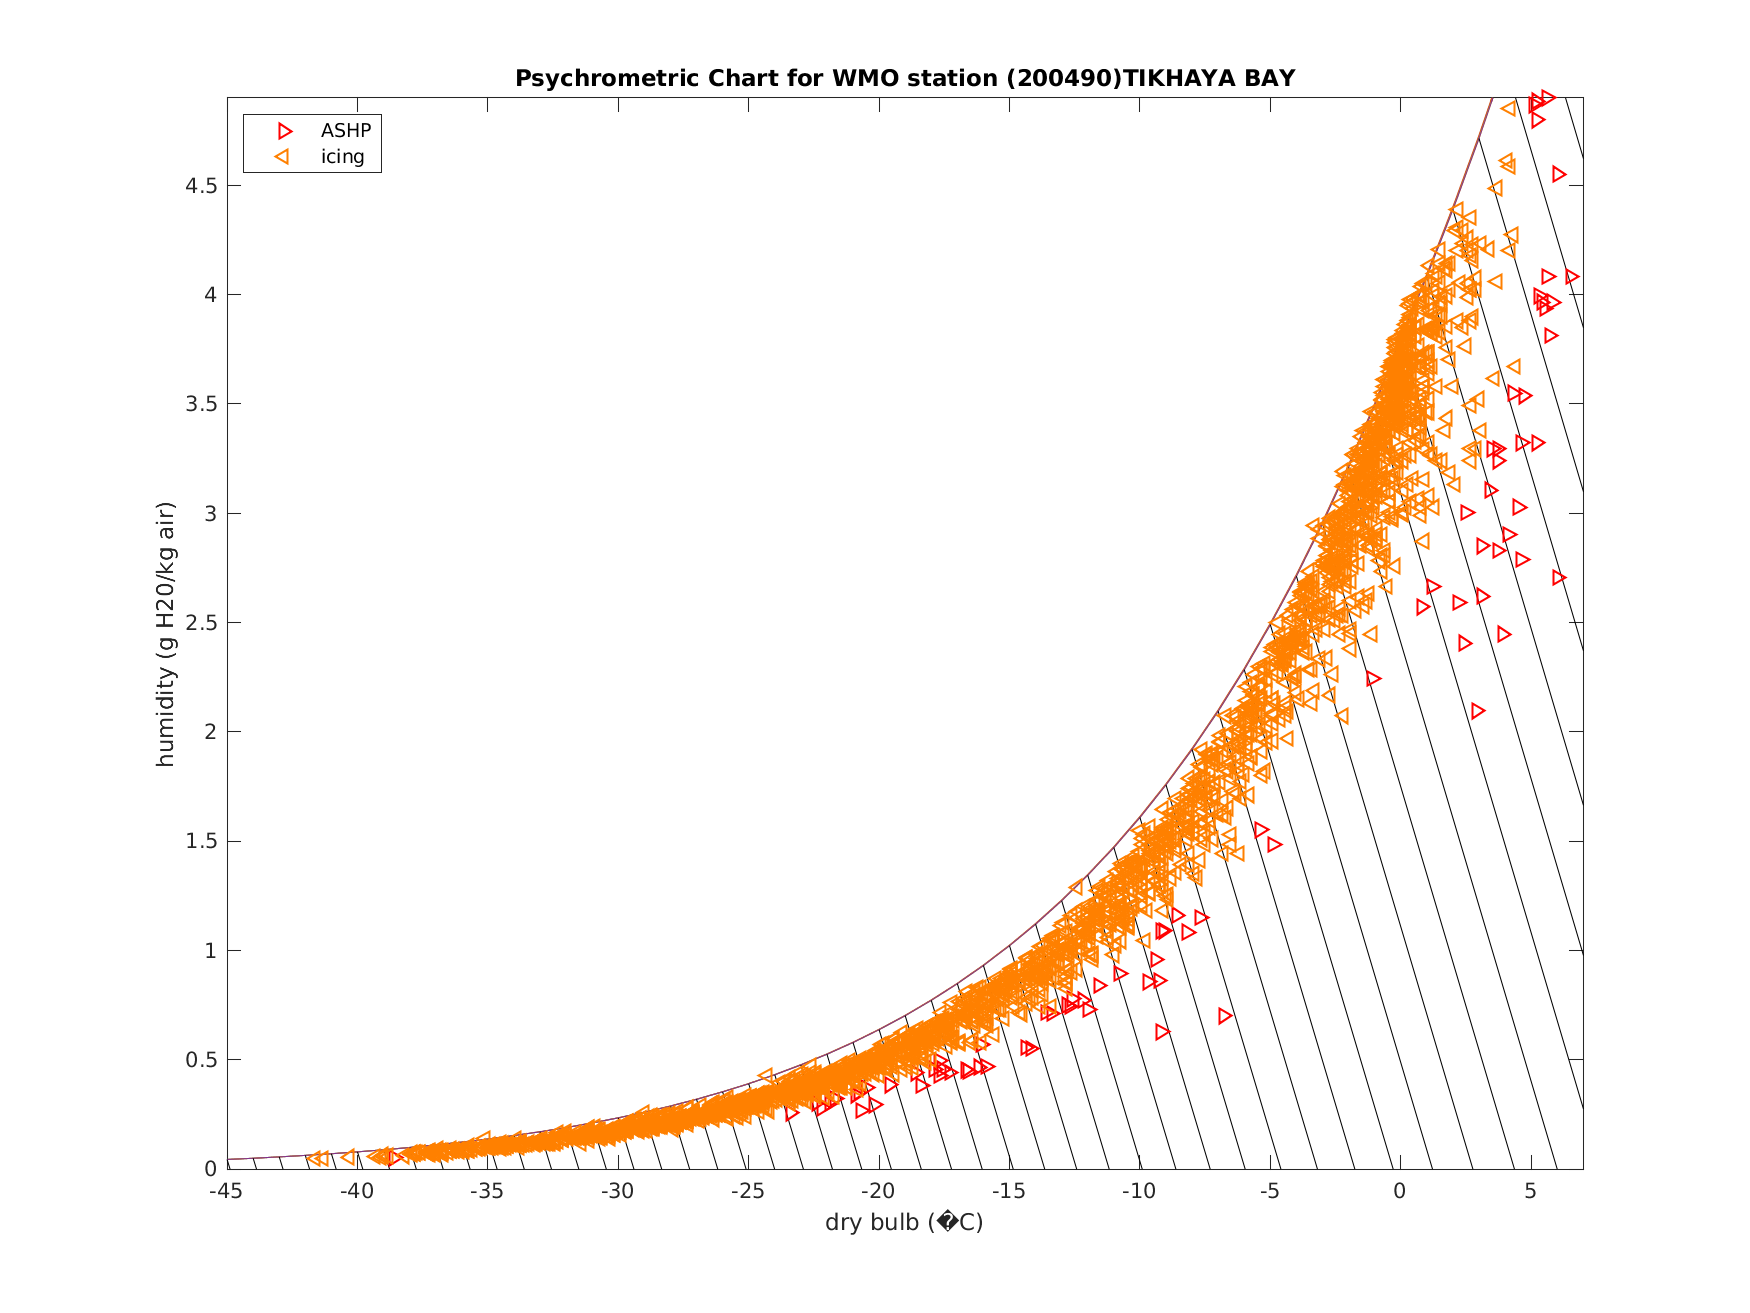 Psychrometric Chart for WMO station (200490)TIKHAYA BAY
ASHP
icing
4.5
4
3.5
3
2.5
2
1.5
1
0.5
0
humidity (g H20/kg air)
-45 -40 -35 -30 -25 -20 -15 -10 -5 0 5
dry bulb (�C)